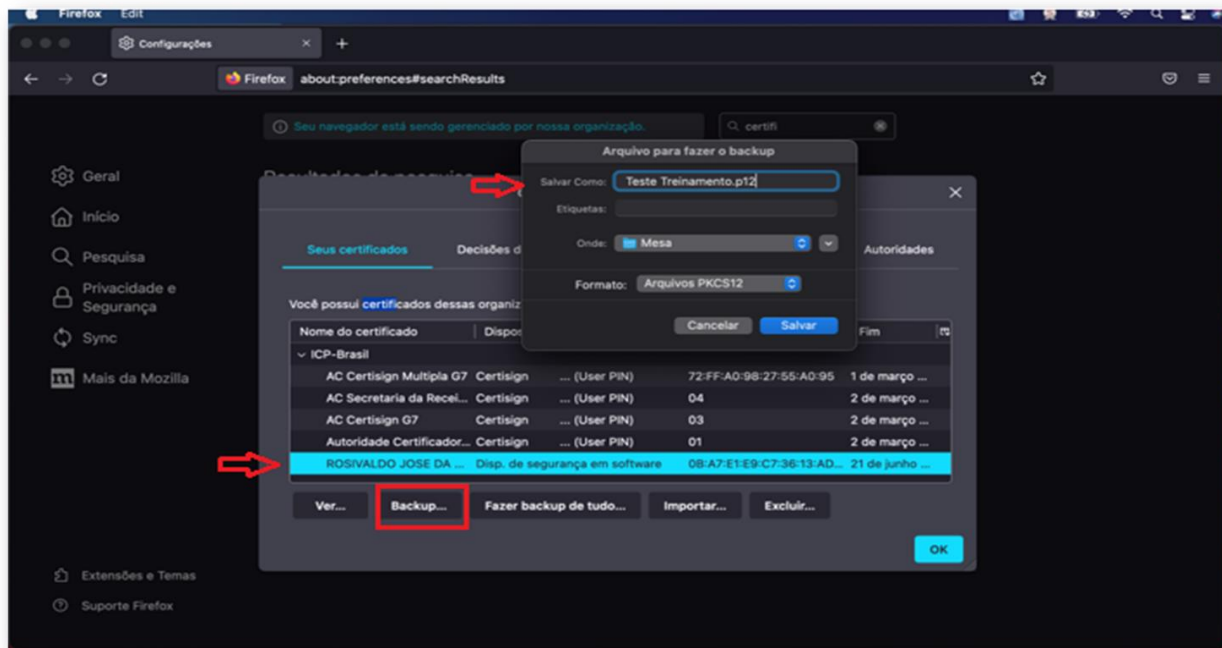 Firefox Edit
Configurações
Firefox about:preferences#searchResults
Seu navegador está sendo gerenciado por nossa organização.
certifi
Arquivo para fazer o backup
Salvar Como: Teste Treinamento.p12
Etiquetas:
Onde: Mesa
Formato: Arquivos PKCS12
Cancelar Salvar
Geral
Início
Pesquisa
Privacidade e
Segurança
Sync
Mais da Mozilla
Seus certificados Decisões d Autoridades
Você possui certificados dessas organiz
Nome do certificado Dispos Fim
ICP-Brasil
AC Certisign Multipla G7 Certisign ... (User PIN) 72:FF:A0:98:27:55:A0:95 1 de março ...
AC Secretaria da Recei... Certisign ... (User PIN) 04 2 de março ...
AC Certisign G7 Certisign ... (User PIN) 03 2 de março ...
Autoridade Certificador... Certisign ... (User PIN) 01 2 de março ...
ROSIVALDO JOSE DA ... Disp. de segurança em software 0B:A7:E1:E9:C7:36:13:AD... 21 de junho ...
Ver... Backup... Fazer backup de tudo... Importar... Excluir...
OK
Extensões e Temas
Suporte Firefox